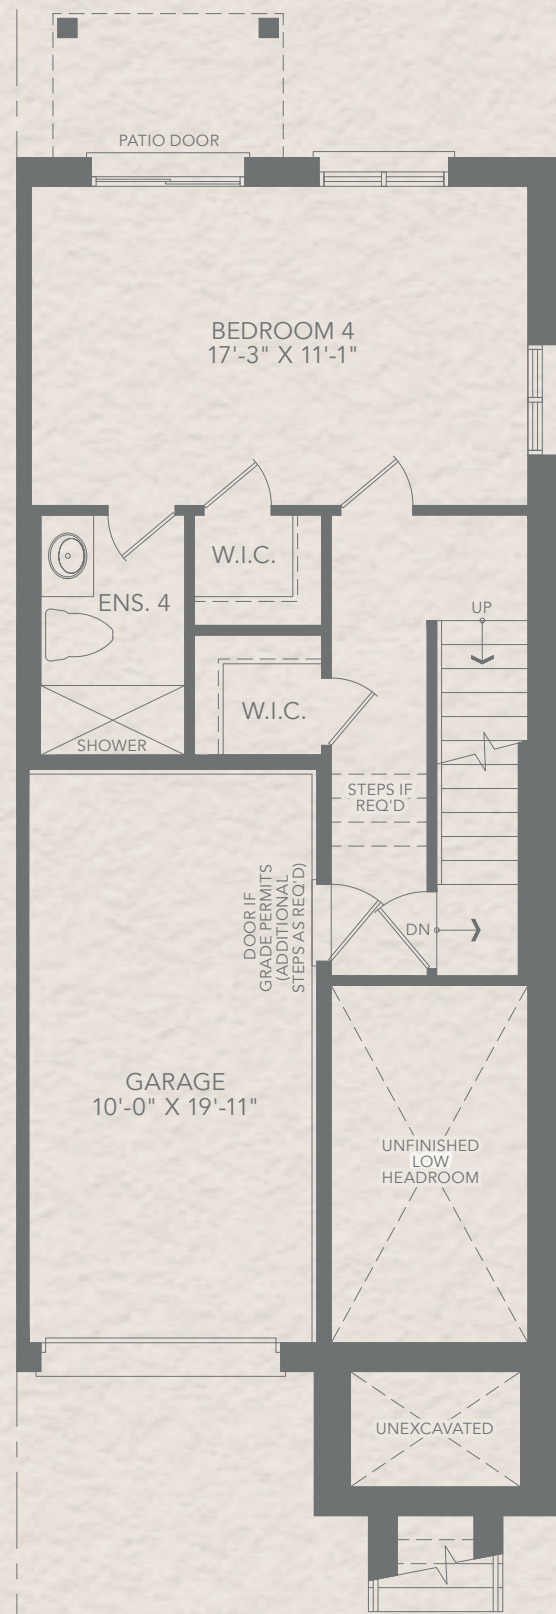 PATIO DOOR
BEDROOM 4
17'-3" X 11'-1"
W.I.C.
ENS. 4
UP
W.I.C.
SHOWER
STEPS IF
REQ'D
DOOR IF
GRADE PERMITS
(ADDITIONAL
STEPS AS REQ'D)
DN
GARAGE
10'-0" X 19'-11"
UNFINISHED
LOW
HEADROOM
UNEXCAVATED